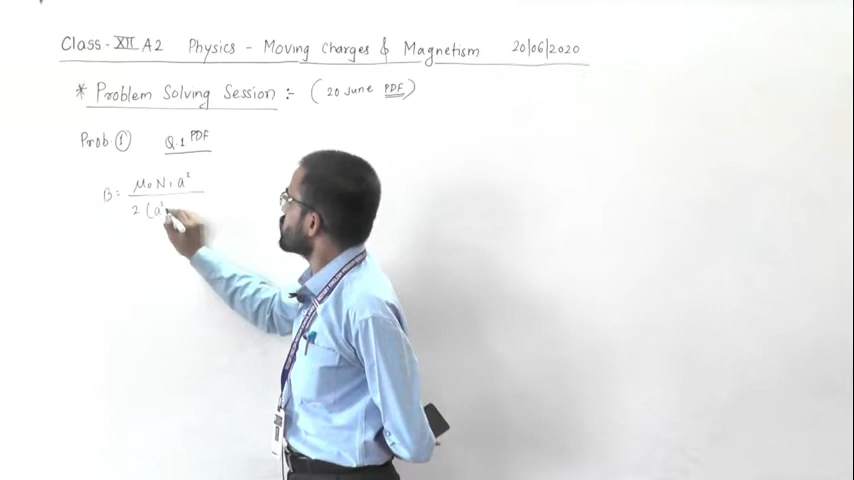 Class-XII A2 Physics - Moving Charges & Magnetism 20/06/2020
* Problem Solving Session :- (20 June PDF)
Prob. ① Q.1 PDF
B = μ₀ N I a²
2 (a²